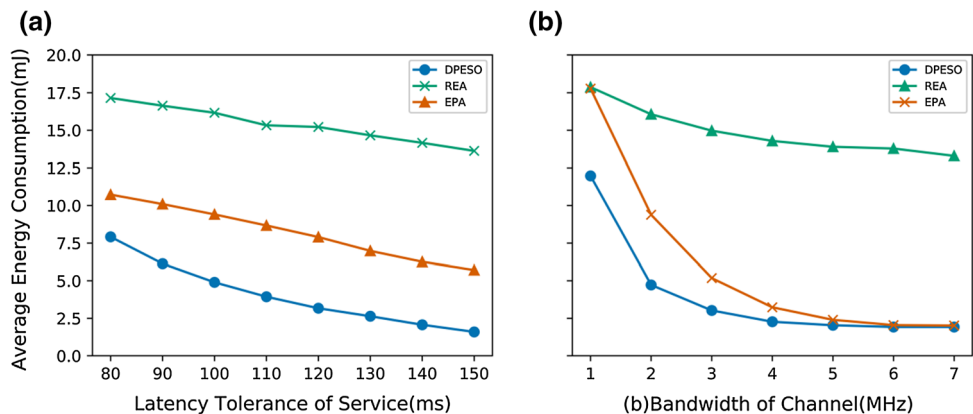 (a)
Average Energy Consumption(mJ)
20.0
17.5
15.0
12.5
10.0
7.5
5.0
2.5
0.0
DPESO
REA
EPA
80 90 100 110 120 130 140 150
Latency Tolerance of Service(ms)
(b)
DPESO
REA
EPA
1 2 3 4 5 6 7
(b)Bandwidth of Channel(MHz)